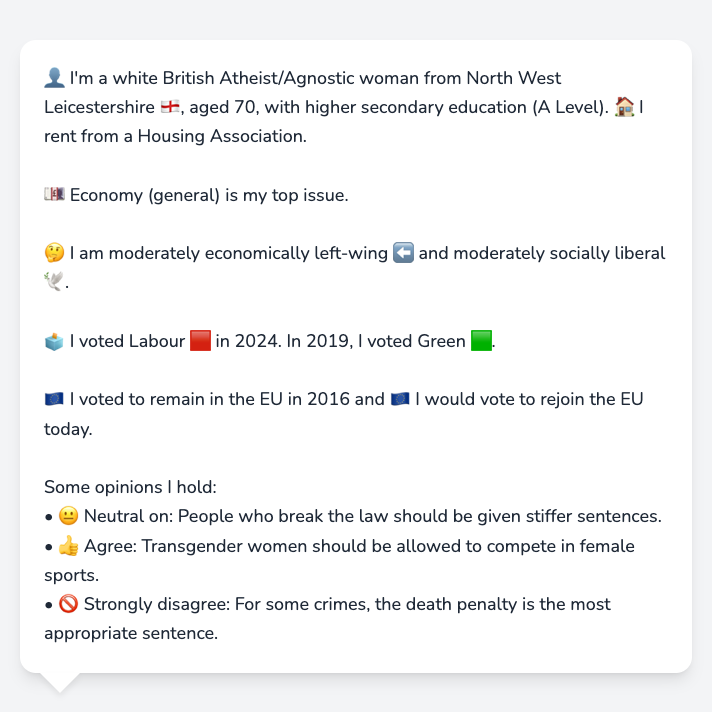 👤 I'm a white British Atheist/Agnostic woman from North West
Leicestershire 🏴󠁧󠁢󠁥󠁮󠁧󠁿, aged 70, with higher secondary education (A Level). 🏠 I
rent from a Housing Association.
💷 Economy (general) is my top issue.
🤔 I am moderately economically left-wing ⬅️ and moderately socially liberal
🕊️.
🗳️ I voted Labour 🟥 in 2024. In 2019, I voted Green 🟩.
🇪🇺 I voted to remain in the EU in 2016 and 🇪🇺 I would vote to rejoin the EU
today.
Some opinions I hold:
• 😐 Neutral on: People who break the law should be given stiffer sentences.
• 👍 Agree: Transgender women should be allowed to compete in female
sports.
• 🚫 Strongly disagree: For some crimes, the death penalty is the most
appropriate sentence.